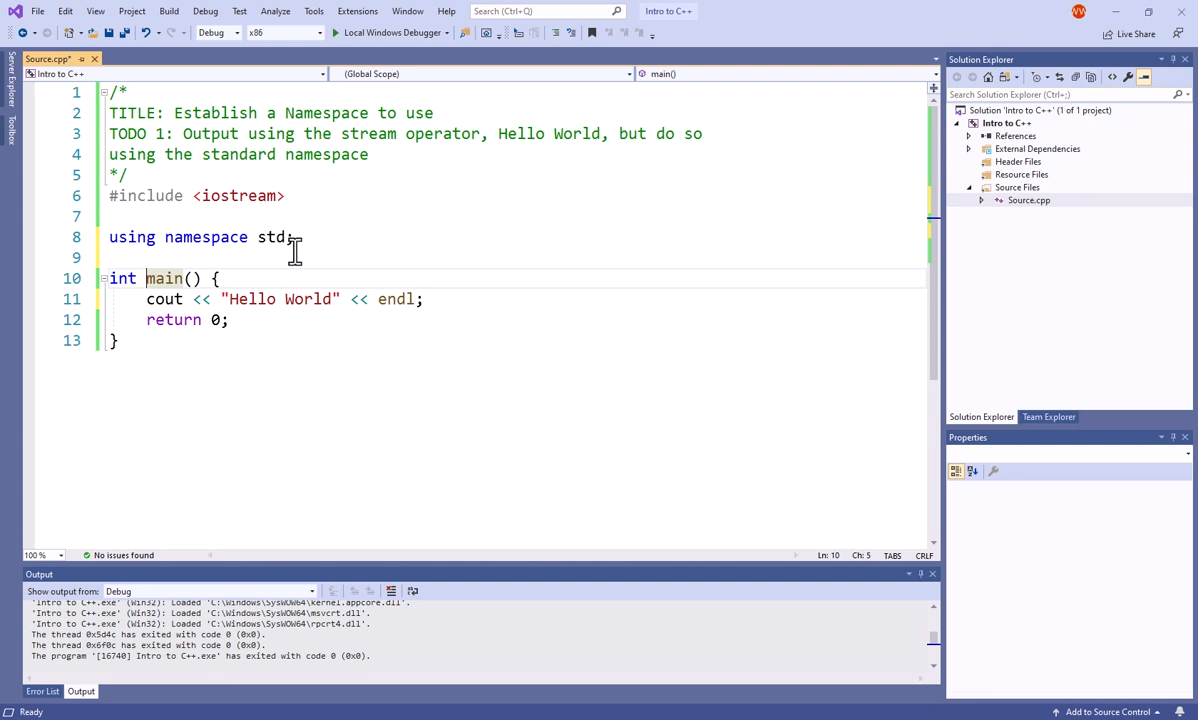 File Edit View Project Build Debug Test Analyze Tools Extensions Window Help Search (Ctrl+Q) Intro to C++ WW
Debug x86 Local Windows Debugger Live Share
Server Explorer
Toolbox
Source.cpp*
Intro to C++ (Global Scope) main()
1 /*
2 TITLE: Establish a Namespace to use
3 TODO 1: Output using the stream operator, Hello World, but do so
4 using the standard namespace
5 */
6 #include <iostream>
7
8 using namespace std;
9
10 int main() {
11 cout << "Hello World" << endl;
12 return 0;
13 }
100 % No issues found Ln: 10 Ch: 5 TABS CRLF
Output
Show output from: Debug
'Intro to C++.exe' (Win32): Loaded 'C:\Windows\SysWOW64\kernel.appcore.dll'.
'Intro to C++.exe' (Win32): Loaded 'C:\Windows\SysWOW64\msvcrt.dll'.
'Intro to C++.exe' (Win32): Loaded 'C:\Windows\SysWOW64\rpcrt4.dll'.
The thread 0x5d4c has exited with code 0 (0x0).
The thread 0x6f0c has exited with code 0 (0x0).
The program '[16740] Intro to C++.exe' has exited with code 0 (0x0).
Error List Output
Solution Explorer
Search Solution Explorer (Ctrl+;)
Solution 'Intro to C++' (1 of 1 project)
Intro to C++
References
External Dependencies
Header Files
Resource Files
Source Files
Source.cpp
Solution Explorer Team Explorer
Properties
Ready Add to Source Control